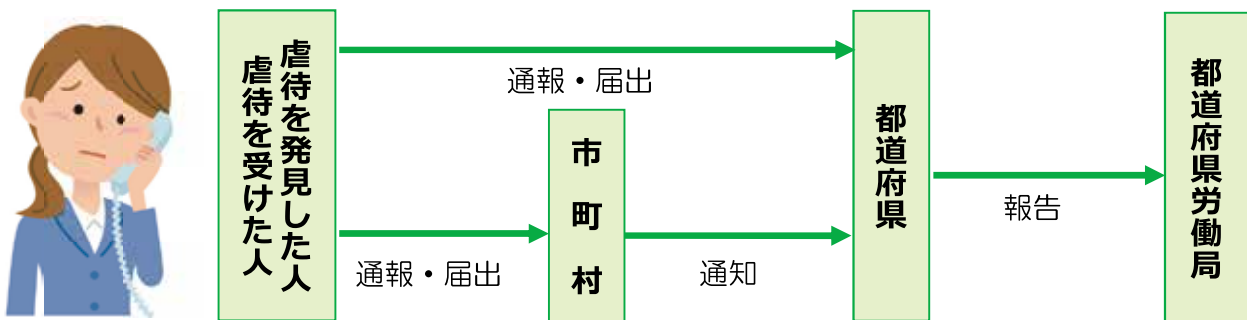 虐待を発見した人
虐待を受けた人
通報・届出
通報・届出
市町村
通知
都道府県
報告
都道府県労働局